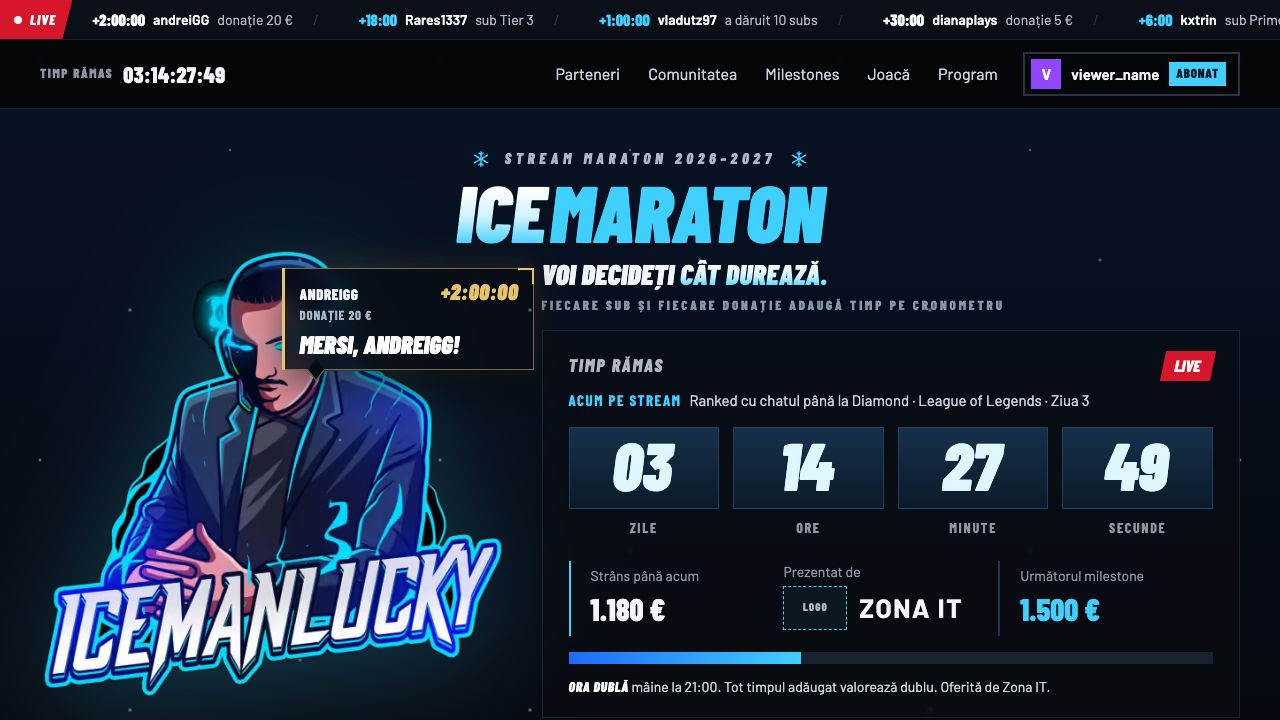 LIVE +2:00:00 andreiGG donație 20 € / +18:00 Rares1337 sub Tier 3 / +1:00:00 vladutz97 a dăruit 10 subs / +30:00 dianaplays donație 5 € / +6:00 kxtrin sub Prime
TIMP RĂMAS 03:14:27:49 Parteneri Comunitatea Milestones Joacă Program V viewer_name ABONAT
STREAM MARATON 2026-2027
ICEMARATON
VOI DECIDEȚI CÂT DUREAZĂ.
FIECARE SUB ȘI FIECARE DONAȚIE ADAUGĂ TIMP PE CRONOMETRU
ANDREIGG +2:00:00
DONAȚIE 20 €
MERSI, ANDREIGG!
ICEMANLUCKY
TIMP RĂMAS LIVE
ACUM PE STREAM Ranked cu chatul până la Diamond · League of Legends · Ziua 3
03 14 27 49
ZILE ORE MINUTE SECUNDE
Strâns până acum Prezentat de Următorul milestone
1.180 € LOGO ZONA IT 1.500 €
ORA DUBLĂ mâine la 21:00. Tot timpul adăugat valorează dublu. Oferită de Zona IT.